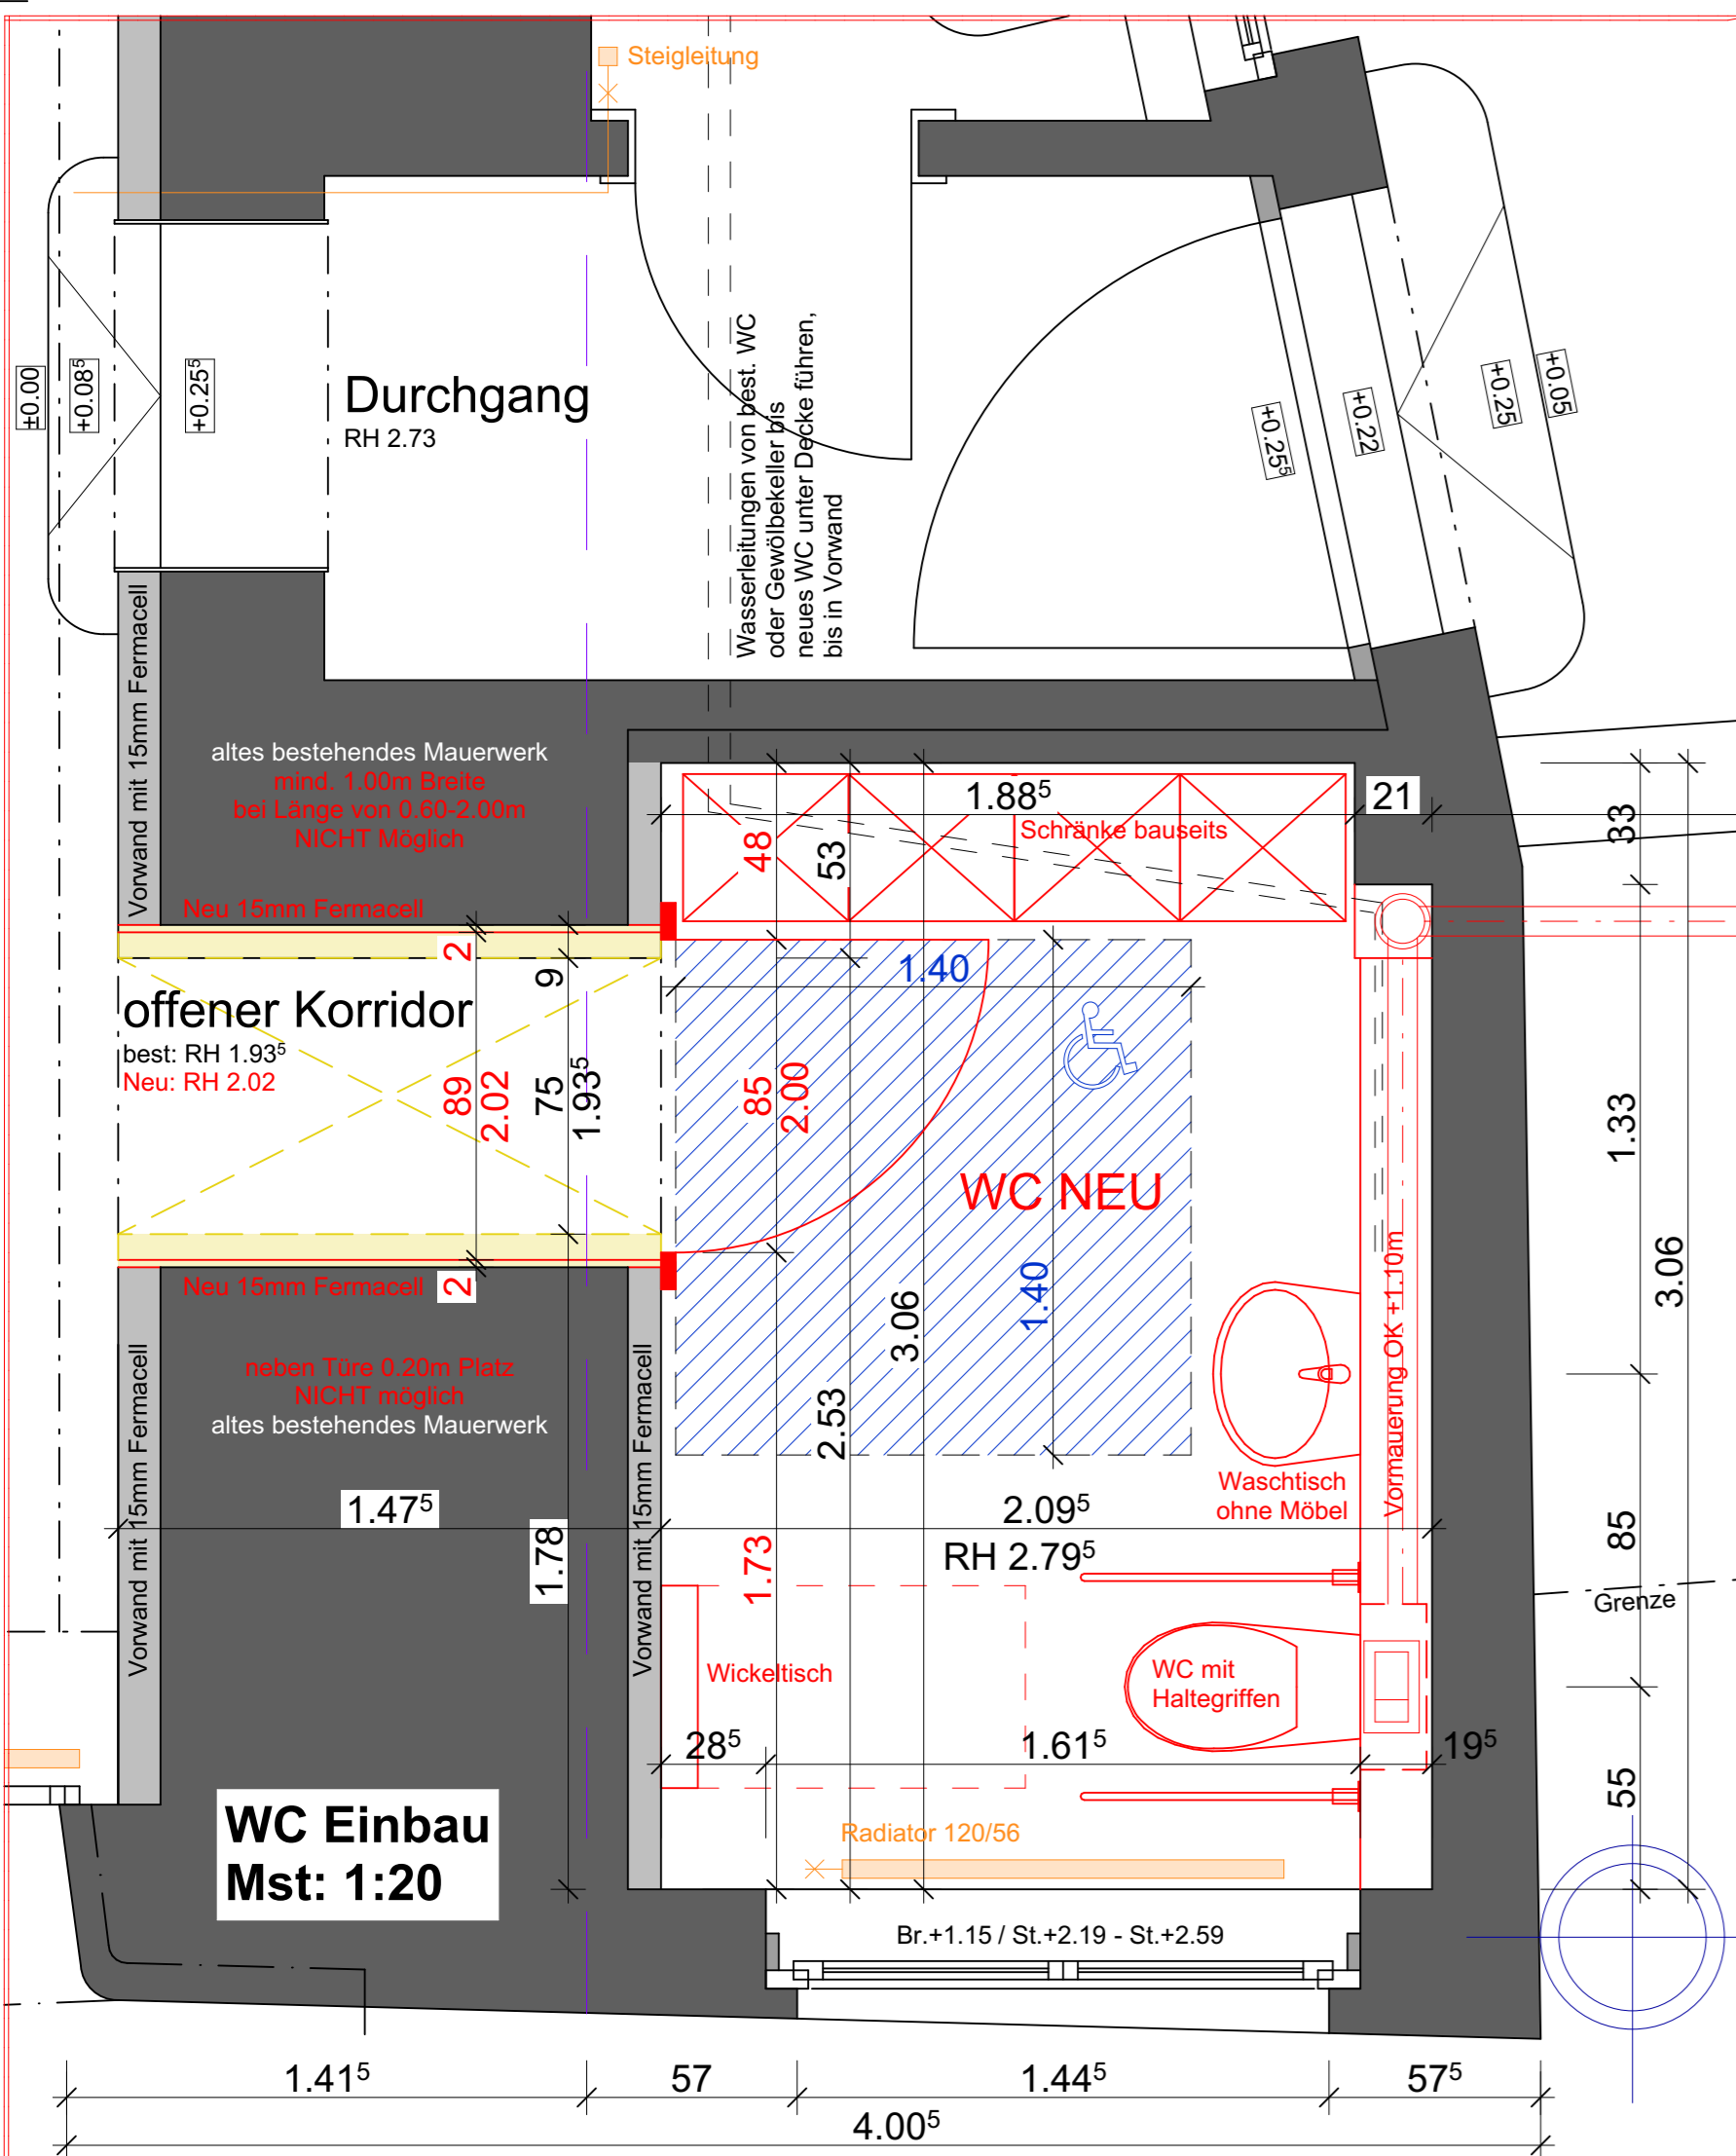 Steigleitung
±0.00
+0.08⁵
+0.25⁵
Durchgang
RH 2.73
Wasserleitungen von best. WC
oder Gewölbekeller bis
neues WC unter Decke führen,
bis in Vorwand
+0.25⁵
+0.22
+0.25
+0.05
Vorwand mit 15mm Fermacell
altes bestehendes Mauerwerk
mind. 1.00m Breite
bei Länge von 0.60-2.00m
NICHT Möglich
Neu 15mm Fermacell
1.88⁵
21
Schränke bauseits
48
53
33
2
9
offener Korridor
best: RH 1.93⁵
Neu: RH 2.02
89
2.02
75
1.93⁵
85
2.00
1.40
WC NEU
1.40
1.33
3.06
Neu 15mm Fermacell
2
Vorwand mit 15mm Fermacell
neben Türe 0.20m Platz
NICHT möglich
altes bestehendes Mauerwerk
Vorwand mit 15mm Fermacell
3.06
2.53
Vormauerung OK +1.10m
Waschtisch
ohne Möbel
1.47⁵
2.09⁵
RH 2.79⁵
1.78
1.73
85
Grenze
Wickeltisch
WC mit
Haltegriffen
28⁵
1.61⁵
19⁵
55
WC Einbau
Mst: 1:20
Radiator 120/56
Br.+1.15 / St.+2.19 - St.+2.59
1.41⁵
57
1.44⁵
57⁵
4.00⁵